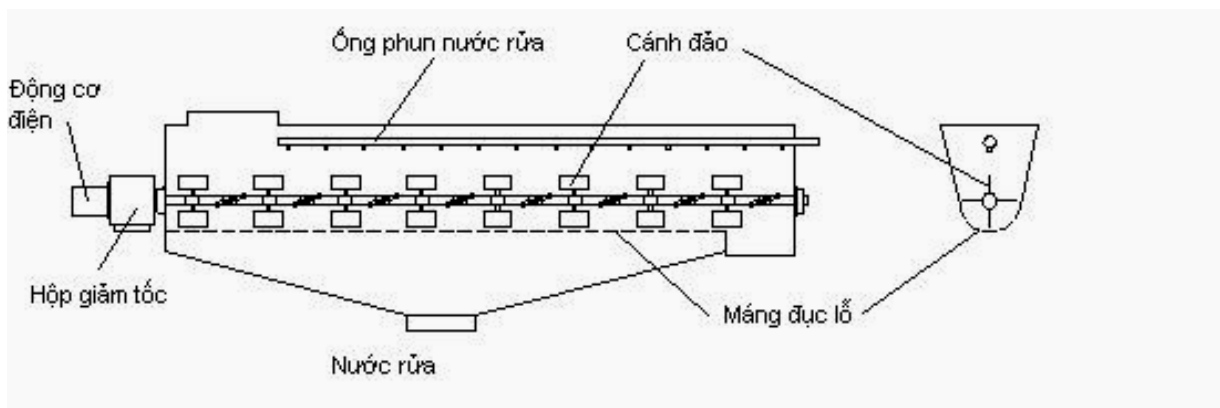 Ống phun nước rửa
Cánh đảo
Động cơ
điện
Hộp giảm tốc
Máng đục lỗ
Nước rửa